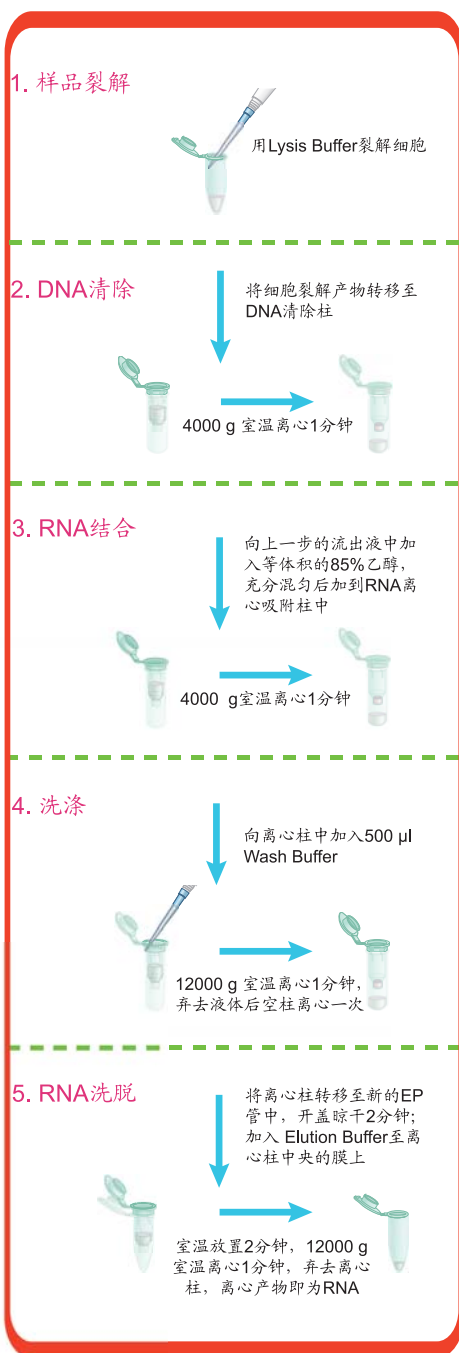 1. 样品裂解
用Lysis Buffer裂解细胞
2. DNA清除
将细胞裂解产物转移至
DNA清除柱
4000 g 室温离心1分钟
3. RNA结合
向上一步的流出液中加
入等体积的85%乙醇，
充分混匀后加到RNA离
心吸附柱中
4000 g室温离心1分钟
4. 洗涤
向离心柱中加入500 μl
Wash Buffer
12000 g 室温离心1分钟，
弃去液体后空柱离心一次
5. RNA洗脱
将离心柱转移至新的EP
管中，开盖晾干2分钟；
加入 Elution Buffer至离
心柱中央的膜上
室温放置2分钟，12000 g
室温离心1分钟，弃去离心
柱，离心产物即为RNA